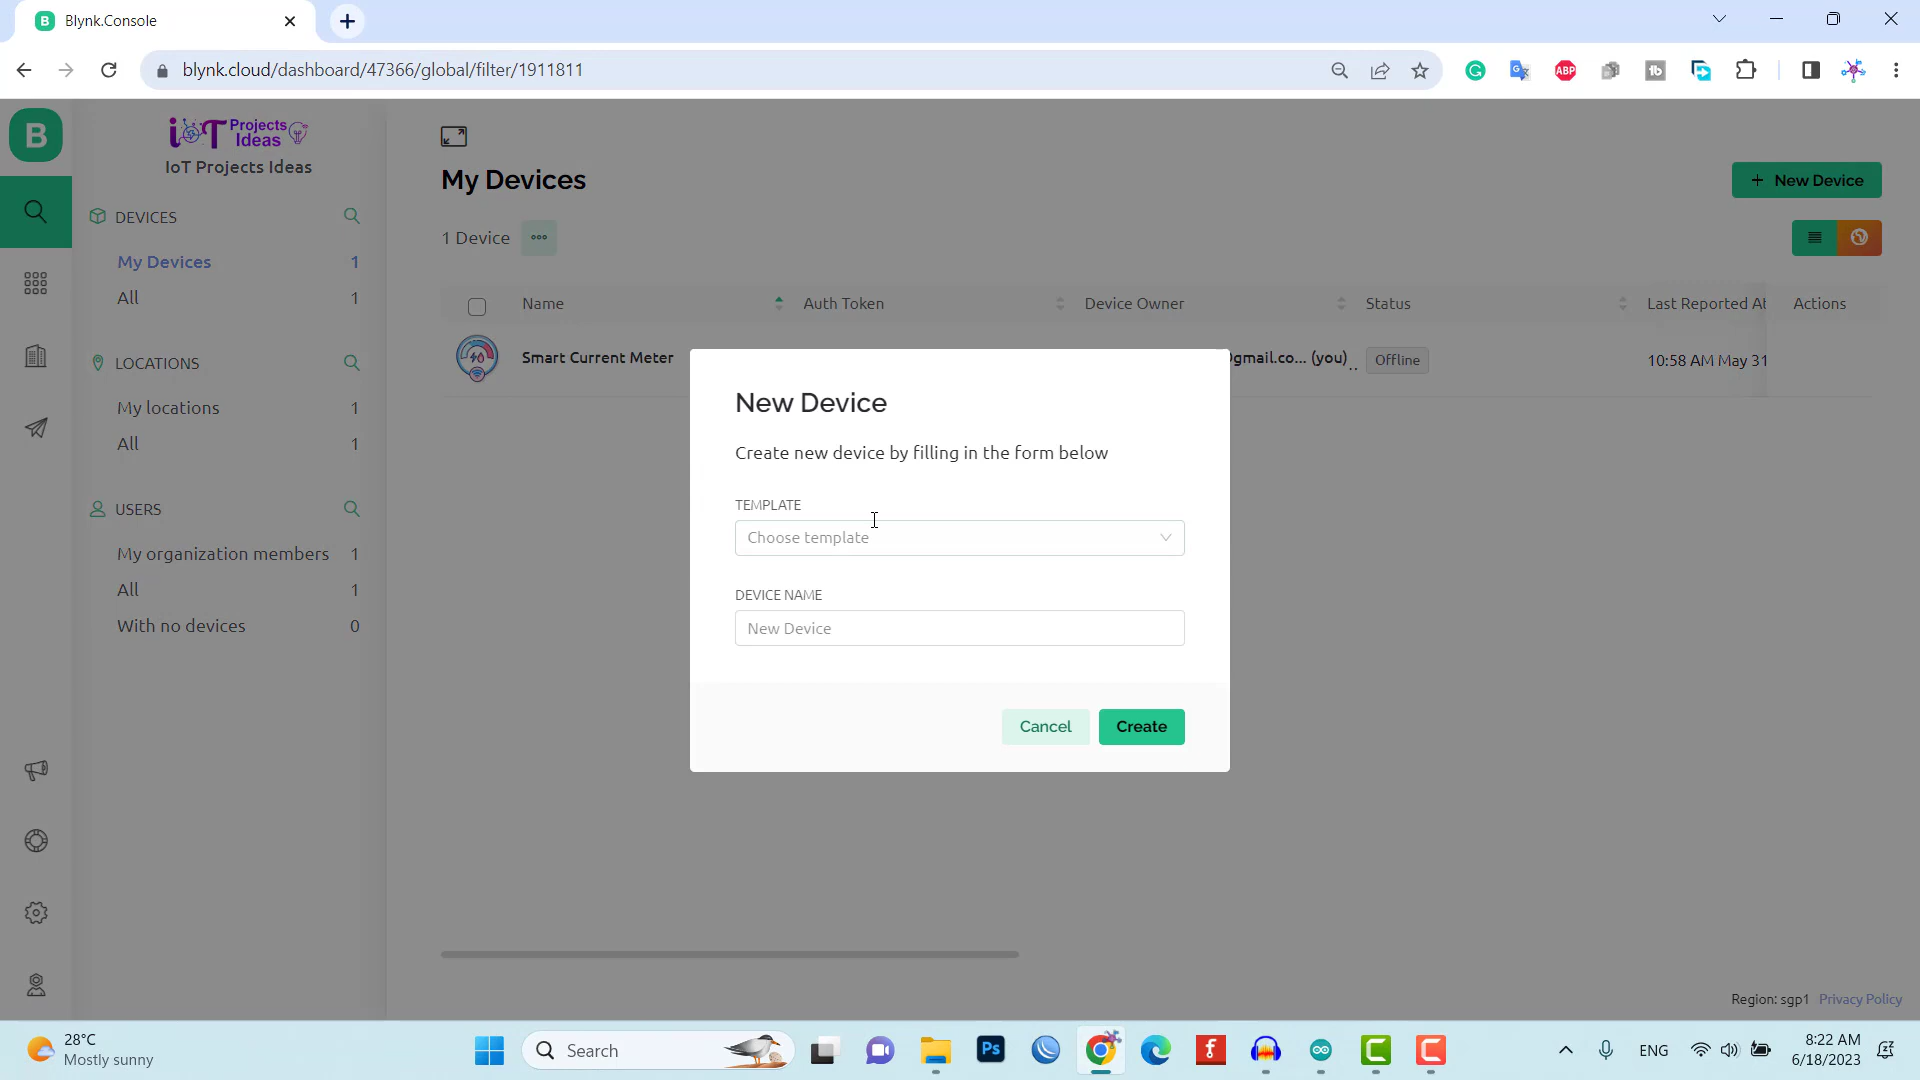 Blynk.Console
blynk.cloud/dashboard/47366/global/filter/1911811
ABP
B
IoT Projects Ideas
IoT Projects Ideas
DEVICES
My Devices 1
All 1
LOCATIONS
My locations 1
All 1
USERS
My organization members 1
All 1
With no devices 0
My Devices
+ New Device
1 Device
Name
Auth Token
Device Owner
Status
Last Reported At
Actions
Smart Current Meter
@gmail.co... (you)
Offline
10:58 AM May 31
New Device
Create new device by filling in the form below
TEMPLATE
Choose template
DEVICE NAME
New Device
Cancel
Create
Region: sgp1 Privacy Policy
28°C
Mostly sunny
Search
Ps
ENG
8:22 AM
6/18/2023